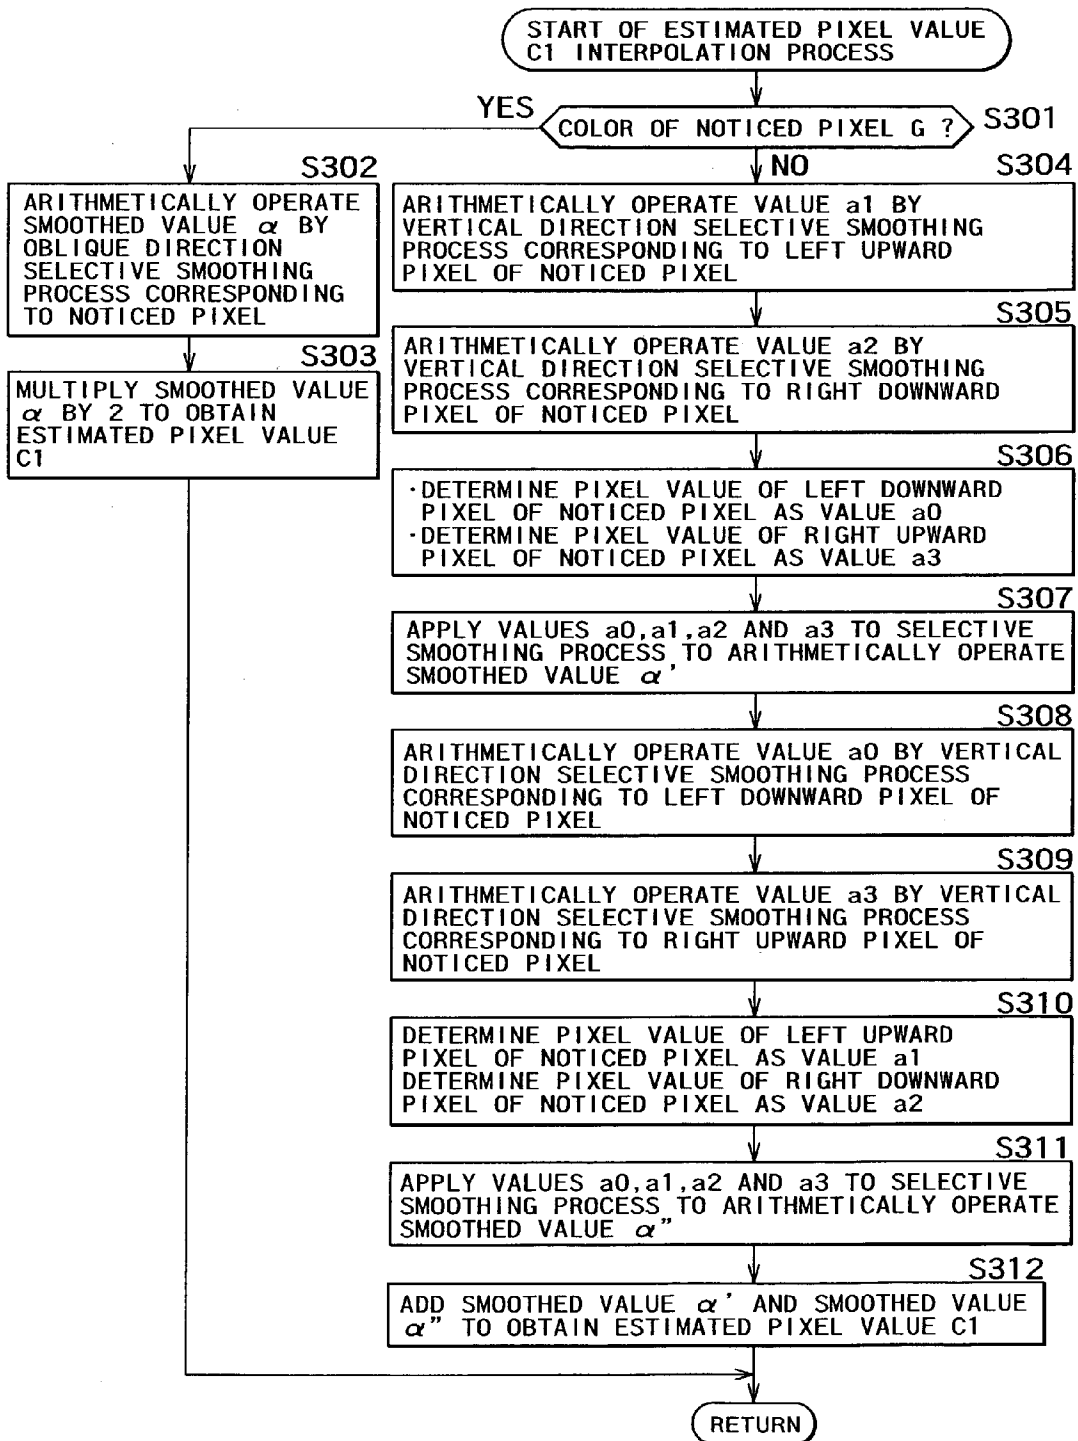 START OF ESTIMATED PIXEL VALUE
C1 INTERPOLATION PROCESS
YES
COLOR OF NOTICED PIXEL G ?
S301
NO
S302
ARITHMETICALLY OPERATE
SMOOTHED VALUE α BY
OBLIQUE DIRECTION
SELECTIVE SMOOTHING
PROCESS CORRESPONDING
TO NOTICED PIXEL
S303
MULTIPLY SMOOTHED VALUE
α BY 2 TO OBTAIN
ESTIMATED PIXEL VALUE
C1
S304
ARITHMETICALLY OPERATE VALUE a1 BY
VERTICAL DIRECTION SELECTIVE SMOOTHING
PROCESS CORRESPONDING TO LEFT UPWARD
PIXEL OF NOTICED PIXEL
S305
ARITHMETICALLY OPERATE VALUE a2 BY
VERTICAL DIRECTION SELECTIVE SMOOTHING
PROCESS CORRESPONDING TO RIGHT DOWNWARD
PIXEL OF NOTICED PIXEL
S306
·DETERMINE PIXEL VALUE OF LEFT DOWNWARD
PIXEL OF NOTICED PIXEL AS VALUE a0
·DETERMINE PIXEL VALUE OF RIGHT UPWARD
PIXEL OF NOTICED PIXEL AS VALUE a3
S307
APPLY VALUES a0,a1,a2 AND a3 TO SELECTIVE
SMOOTHING PROCESS TO ARITHMETICALLY OPERATE
SMOOTHED VALUE α'
S308
ARITHMETICALLY OPERATE VALUE a0 BY VERTICAL
DIRECTION SELECTIVE SMOOTHING PROCESS
CORRESPONDING TO LEFT DOWNWARD PIXEL OF
NOTICED PIXEL
S309
ARITHMETICALLY OPERATE VALUE a3 BY VERTICAL
DIRECTION SELECTIVE SMOOTHING PROCESS
CORRESPONDING TO RIGHT UPWARD PIXEL OF
NOTICED PIXEL
S310
DETERMINE PIXEL VALUE OF LEFT UPWARD
PIXEL OF NOTICED PIXEL AS VALUE a1
DETERMINE PIXEL VALUE OF RIGHT DOWNWARD
PIXEL OF NOTICED PIXEL AS VALUE a2
S311
APPLY VALUES a0,a1,a2 AND a3 TO SELECTIVE
SMOOTHING PROCESS TO ARITHMETICALLY OPERATE
SMOOTHED VALUE α”
S312
ADD SMOOTHED VALUE α' AND SMOOTHED VALUE
α” TO OBTAIN ESTIMATED PIXEL VALUE C1
RETURN